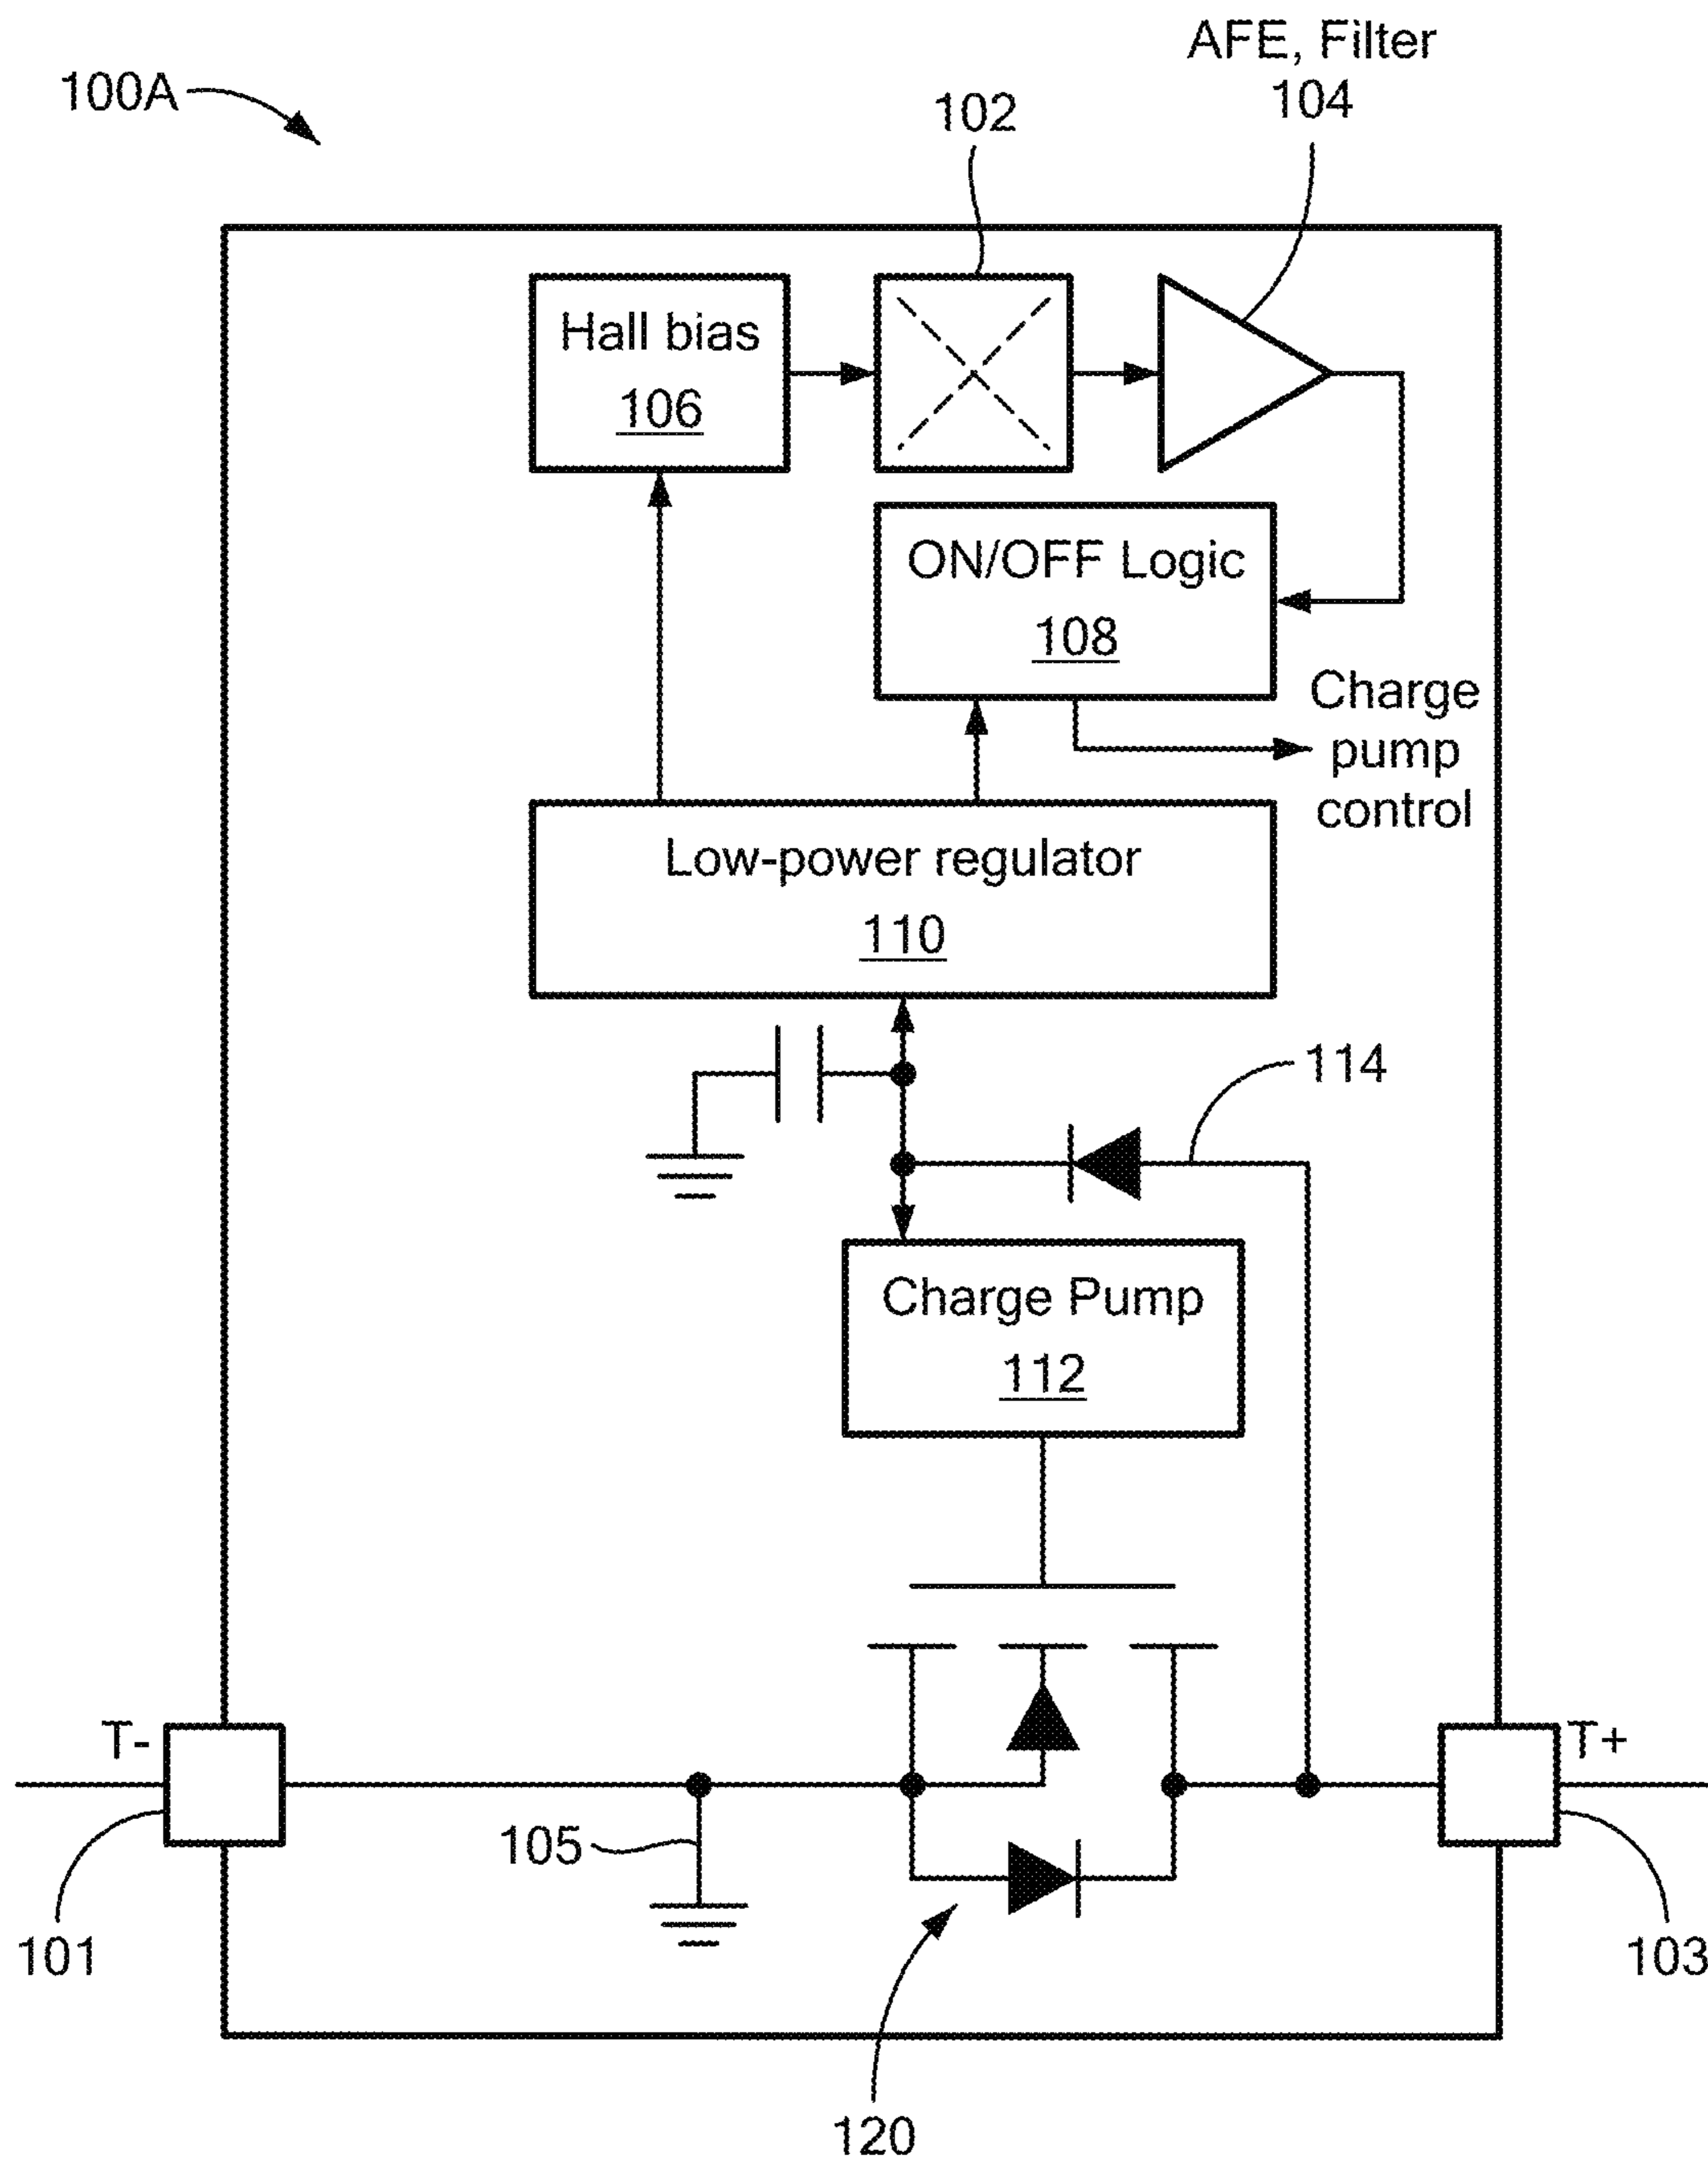 100A
AFE, Filter
104
102
Hall bias
106
ON/OFF Logic
108
Charge
pump
control
Low-power regulator
110
114
Charge Pump
112
T-
T+
105
101
103
120